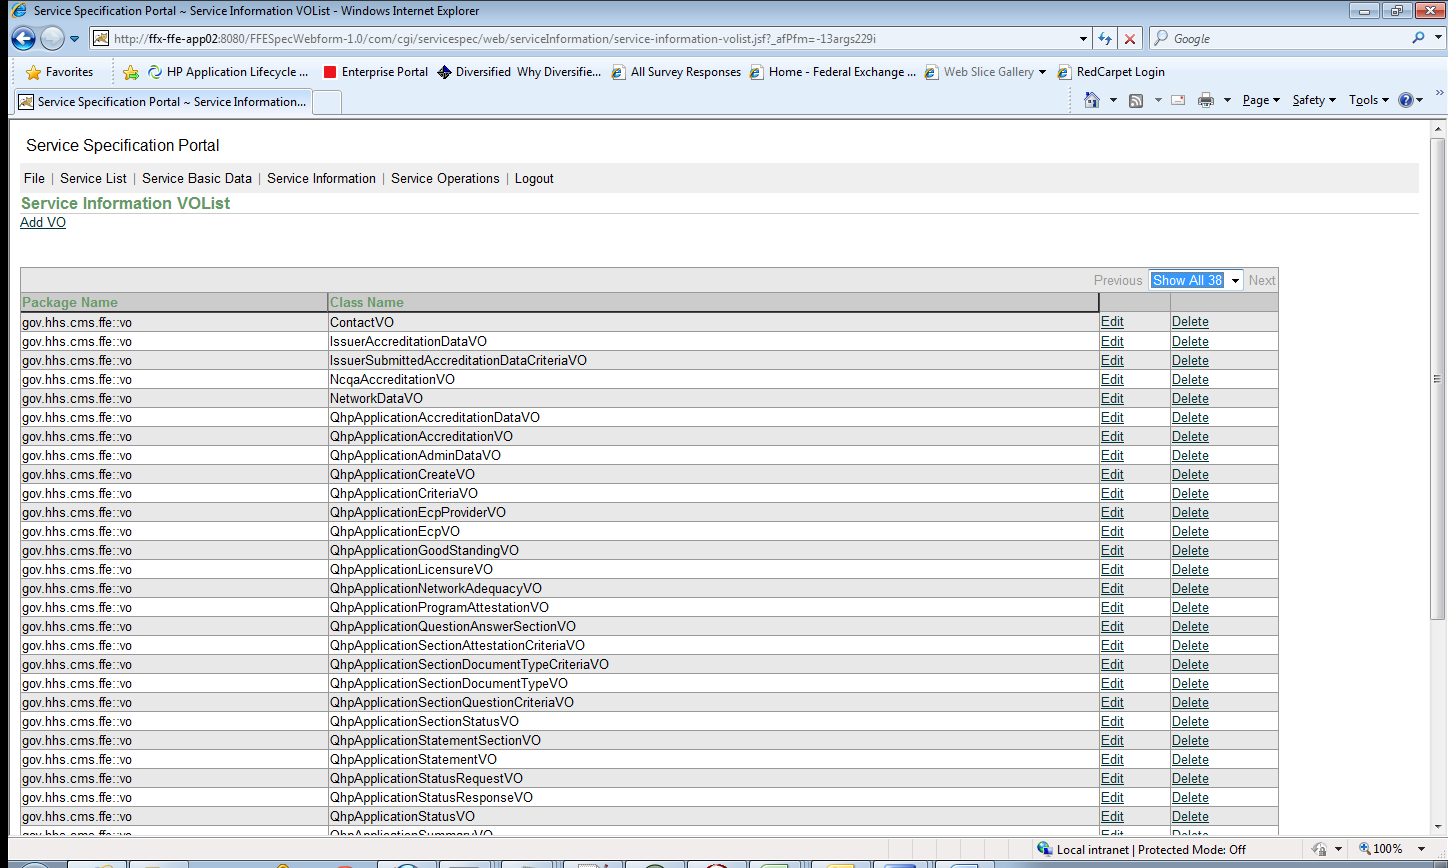 Service Specification Portal ~ Service Information VOList - Windows Internet Explorer
http://ffx-ffe-app02:8080/FFESpecWebform-1.0/com/cgi/servicespec/web/serviceInformation/service-information-volist.jsf?_afPfm=-13args229i
Google
Favorites HP Application Lifecycle ... Enterprise Portal Diversified Why Diversifie... All Survey Responses Home - Federal Exchange ... Web Slice Gallery RedCarpet Login
Service Specification Portal ~ Service Information... Page Safety Tools »
Service Specification Portal
File | Service List | Service Basic Data | Service Information | Service Operations | Logout
Service Information VOList
Add VO
Previous Show All 38 Next
Package Name Class Name
gov.hhs.cms.ffe::vo ContactVO Edit Delete
gov.hhs.cms.ffe::vo IssuerAccreditationDataVO Edit Delete
gov.hhs.cms.ffe::vo IssuerSubmittedAccreditationDataCriteriaVO Edit Delete
gov.hhs.cms.ffe::vo NcqaAccreditationVO Edit Delete
gov.hhs.cms.ffe::vo NetworkDataVO Edit Delete
gov.hhs.cms.ffe::vo QhpApplicationAccreditationDataVO Edit Delete
gov.hhs.cms.ffe::vo QhpApplicationAccreditationVO Edit Delete
gov.hhs.cms.ffe::vo QhpApplicationAdminDataVO Edit Delete
gov.hhs.cms.ffe::vo QhpApplicationCreateVO Edit Delete
gov.hhs.cms.ffe::vo QhpApplicationCriteriaVO Edit Delete
gov.hhs.cms.ffe::vo QhpApplicationEcpProviderVO Edit Delete
gov.hhs.cms.ffe::vo QhpApplicationEcpVO Edit Delete
gov.hhs.cms.ffe::vo QhpApplicationGoodStandingVO Edit Delete
gov.hhs.cms.ffe::vo QhpApplicationLicensureVO Edit Delete
gov.hhs.cms.ffe::vo QhpApplicationNetworkAdequacyVO Edit Delete
gov.hhs.cms.ffe::vo QhpApplicationProgramAttestationVO Edit Delete
gov.hhs.cms.ffe::vo QhpApplicationQuestionAnswerSectionVO Edit Delete
gov.hhs.cms.ffe::vo QhpApplicationSectionAttestationCriteriaVO Edit Delete
gov.hhs.cms.ffe::vo QhpApplicationSectionDocumentTypeCriteriaVO Edit Delete
gov.hhs.cms.ffe::vo QhpApplicationSectionDocumentTypeVO Edit Delete
gov.hhs.cms.ffe::vo QhpApplicationSectionQuestionCriteriaVO Edit Delete
gov.hhs.cms.ffe::vo QhpApplicationSectionStatusVO Edit Delete
gov.hhs.cms.ffe::vo QhpApplicationStatementSectionVO Edit Delete
gov.hhs.cms.ffe::vo QhpApplicationStatementVO Edit Delete
gov.hhs.cms.ffe::vo QhpApplicationStatusRequestVO Edit Delete
gov.hhs.cms.ffe::vo QhpApplicationStatusResponseVO Edit Delete
gov.hhs.cms.ffe::vo QhpApplicationStatusVO Edit Delete
gov.hhs.cms.ffe::vo QhpApplicationSummaryVO Edit Delete
Local intranet | Protected Mode: Off 100%